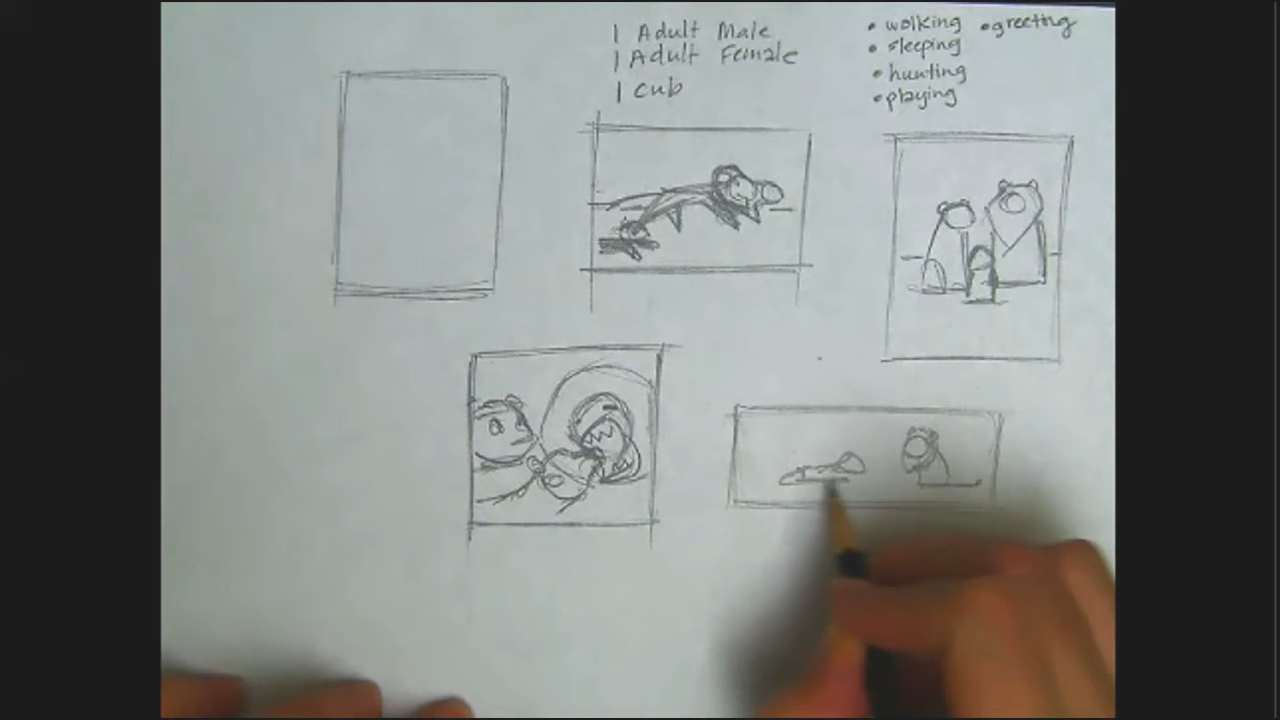 1 Adult Male
1 Adult Female
1 Cub
• walking • greeting
• sleeping
• hunting
• playing